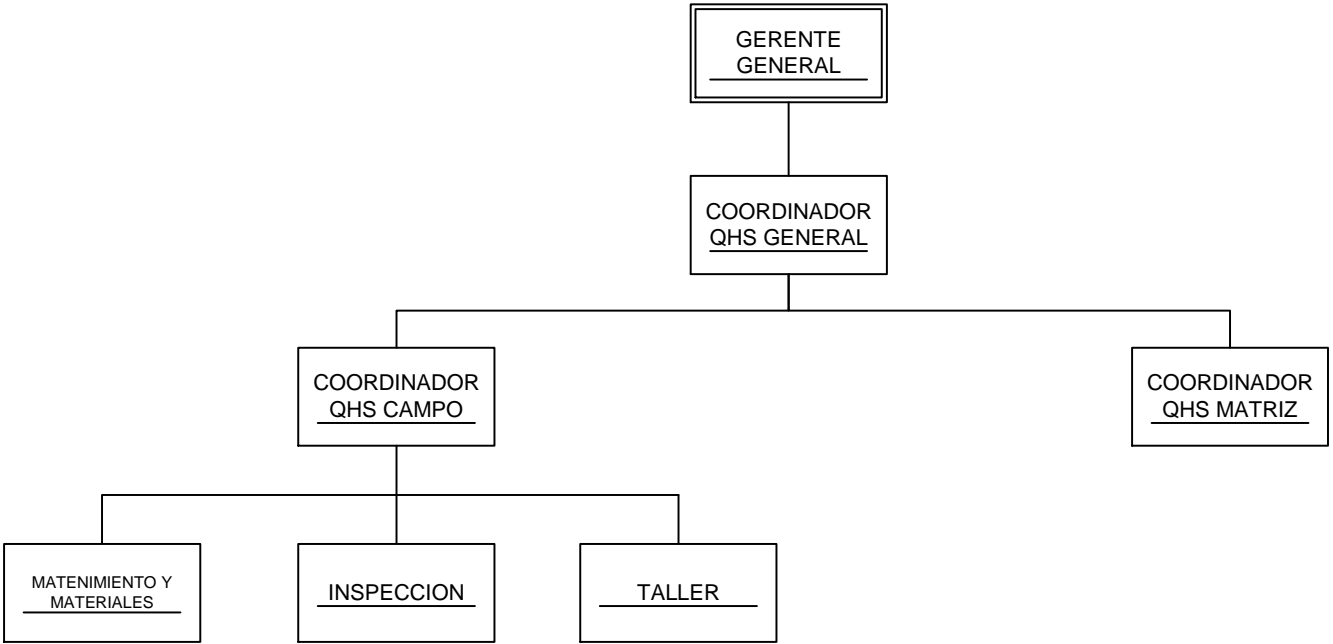 GERENTE
GENERAL
COORDINADOR
QHS GENERAL
COORDINADOR
QHS CAMPO
COORDINADOR
QHS MATRIZ
MATENIMIENTO Y
MATERIALES
INSPECCION
TALLER